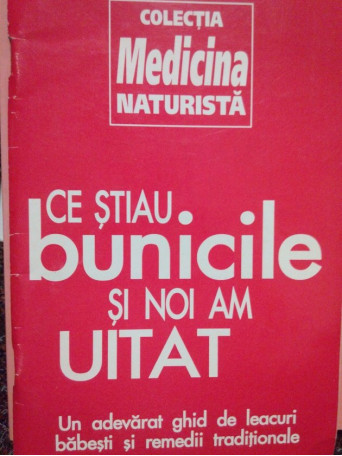 COLECȚIA
Medicina
NATURISTĂ
CE ȘTIAU
bunicile
ȘI NOI AM
UITAT
Un adevărat ghid de leacuri
băbești și remedii tradiționale